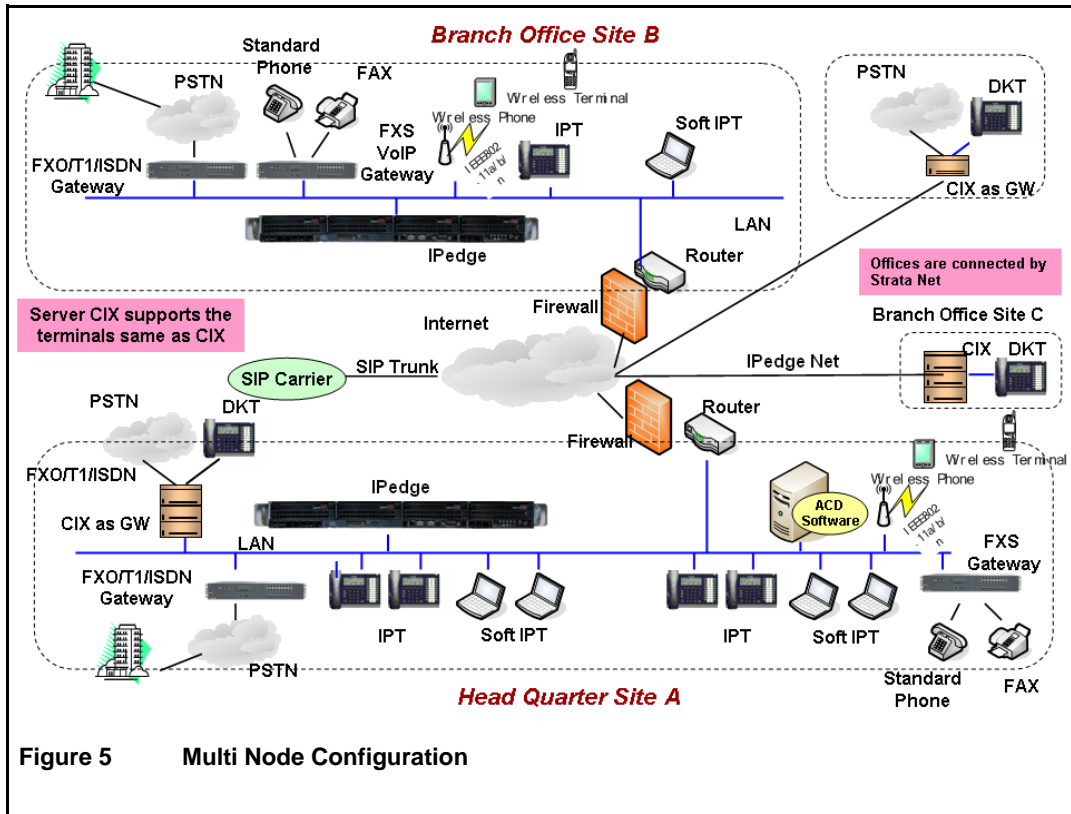 Branch Office Site B
Standard
Phone
FAX
PSTN
Wireless Terminal
Wireless Phone
FXS
VoIP
Gateway
IEEE802
.11a/b/
n
IPT
Soft IPT
FXO/T1/ISDN
Gateway
LAN
IPedge
Router
Firewall
PSTN
DKT
CIX as GW
Offices are connected by
Strata Net
Server CIX supports the
terminals same as CIX
Internet
SIP Carrier
SIP Trunk
IPedge Net
Branch Office Site C
CIX
DKT
Firewall
Router
PSTN
DKT
FXO/T1/ISDN
CIX as GW
IPedge
LAN
ACD
Software
Wireless Terminal
Wireless Phone
IEEE802
.11a/b/
n
FXS
Gateway
FXO/T1/ISDN
Gateway
PSTN
IPT
Soft IPT
IPT
Soft IPT
Standard
Phone
FAX
Head Quarter Site A
Figure 5 Multi Node Configuration